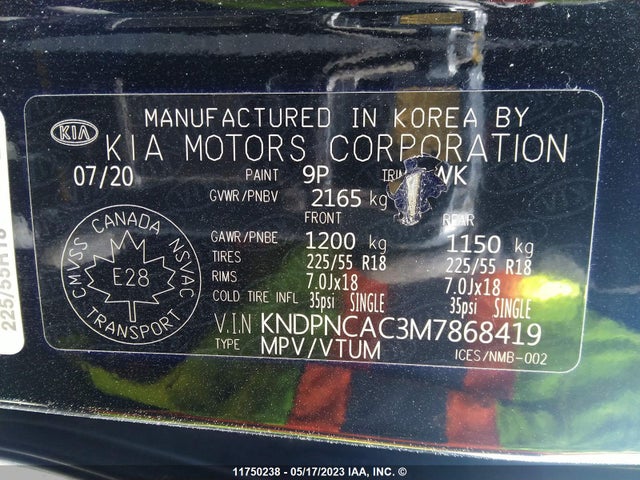 KIA
MANUFACTURED IN KOREA BY
KIA MOTORS CORPORATION
07/20 PAINT 9P TRIM WK
GVWR/PNBV 2165 kg
FRONT REAR
GAWR/PNBE 1200 kg 1150 kg
TIRES 225/55 R18 225/55 R18
RIMS 7.0Jx18 7.0Jx18
COLD TIRE INFL 35psi SINGLE 35psi SINGLE
V.I.N KNDPNCAC3M7868419
TYPE MPV/VTUM ICES/NMB-002
CANADA
CMVSS NSVAC
E28
TRANSPORT
225/55R18
11750238 - 05/17/2023 IAA, INC. ©